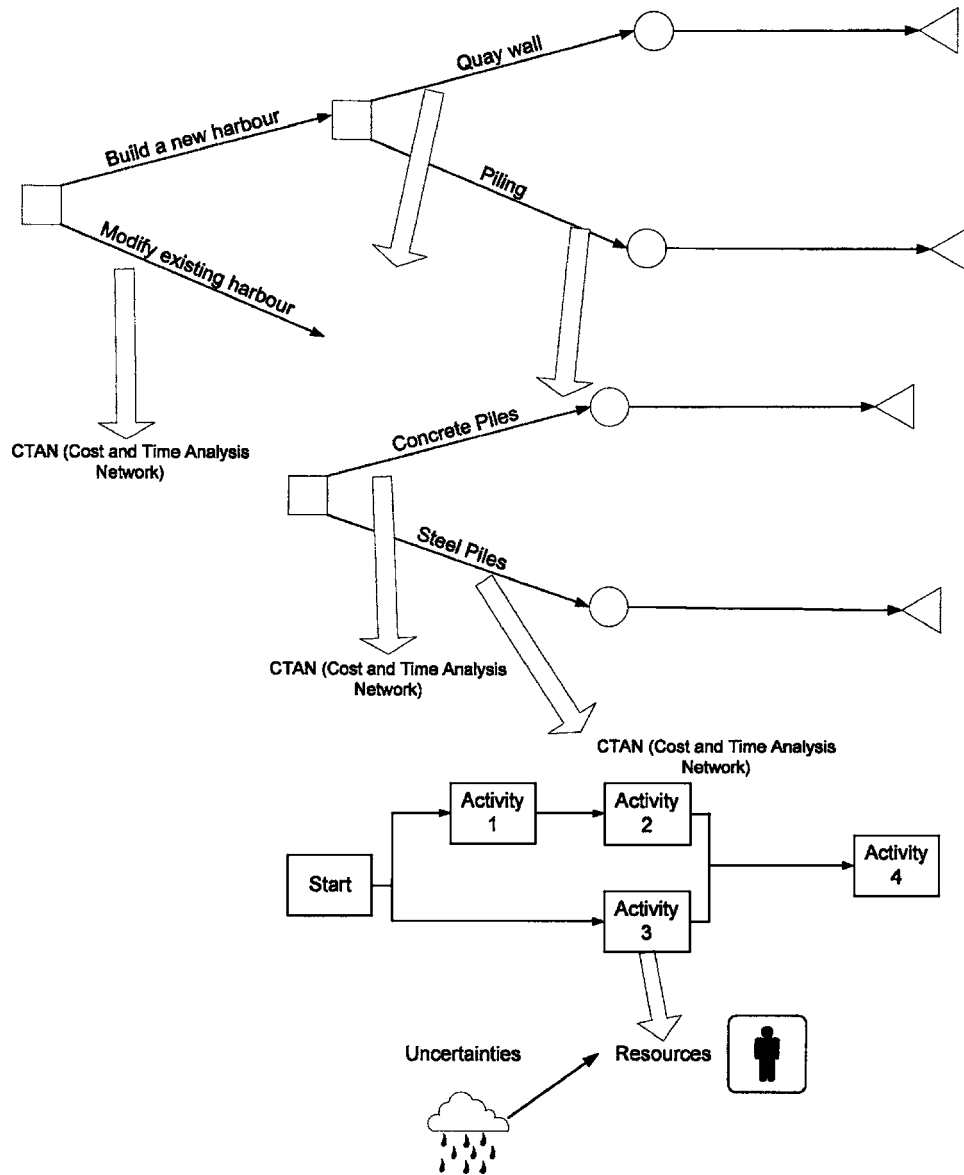 Quay wall
Build a new harbour
Piling
Modify existing harbour
CTAN (Cost and Time Analysis
Network)
Concrete Piles
Steel Piles
CTAN (Cost and Time Analysis
Network)
CTAN (Cost and Time Analysis
Network)
Activity
1
Activity
2
Start
Activity
3
Activity
4
Uncertainties
Resources